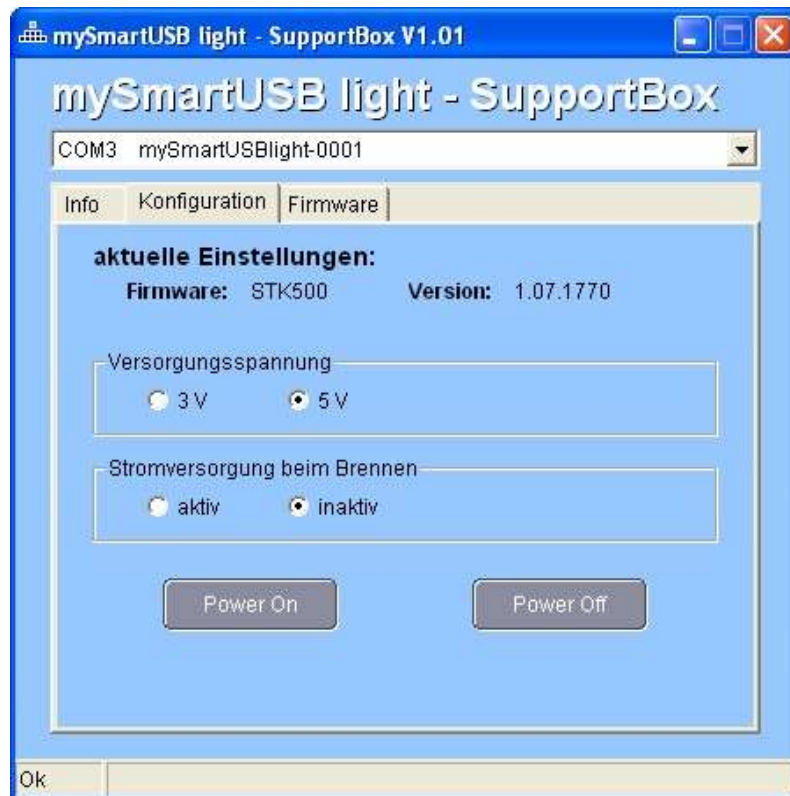 mySmartUSB light - SupportBox V1.01
mySmartUSB light - SupportBox
COM3 mySmartUSBlight-0001
Info Konfiguration Firmware
aktuelle Einstellungen:
Firmware: STK500 Version: 1.07.1770
Versorgungsspannung
3 V 5 V
Stromversorgung beim Brennen
aktiv inaktiv
Power On Power Off
Ok